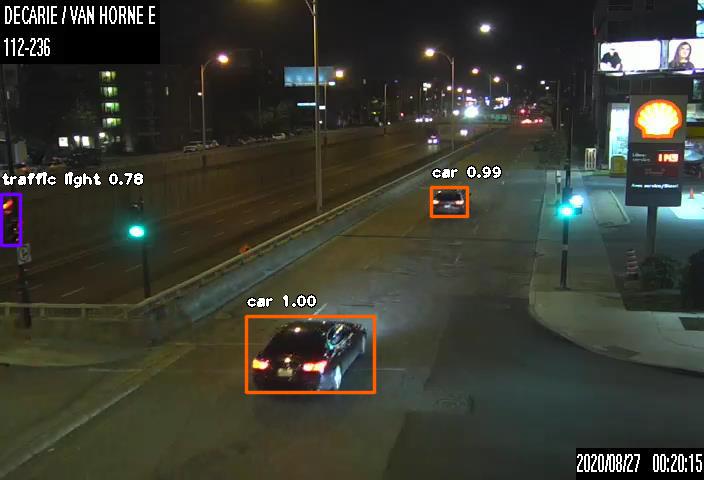 DECARIE / VAN HORNE E
112-236
traffic light 0.78
car 0.99
car 1.00
2020/08/27 00:20:15